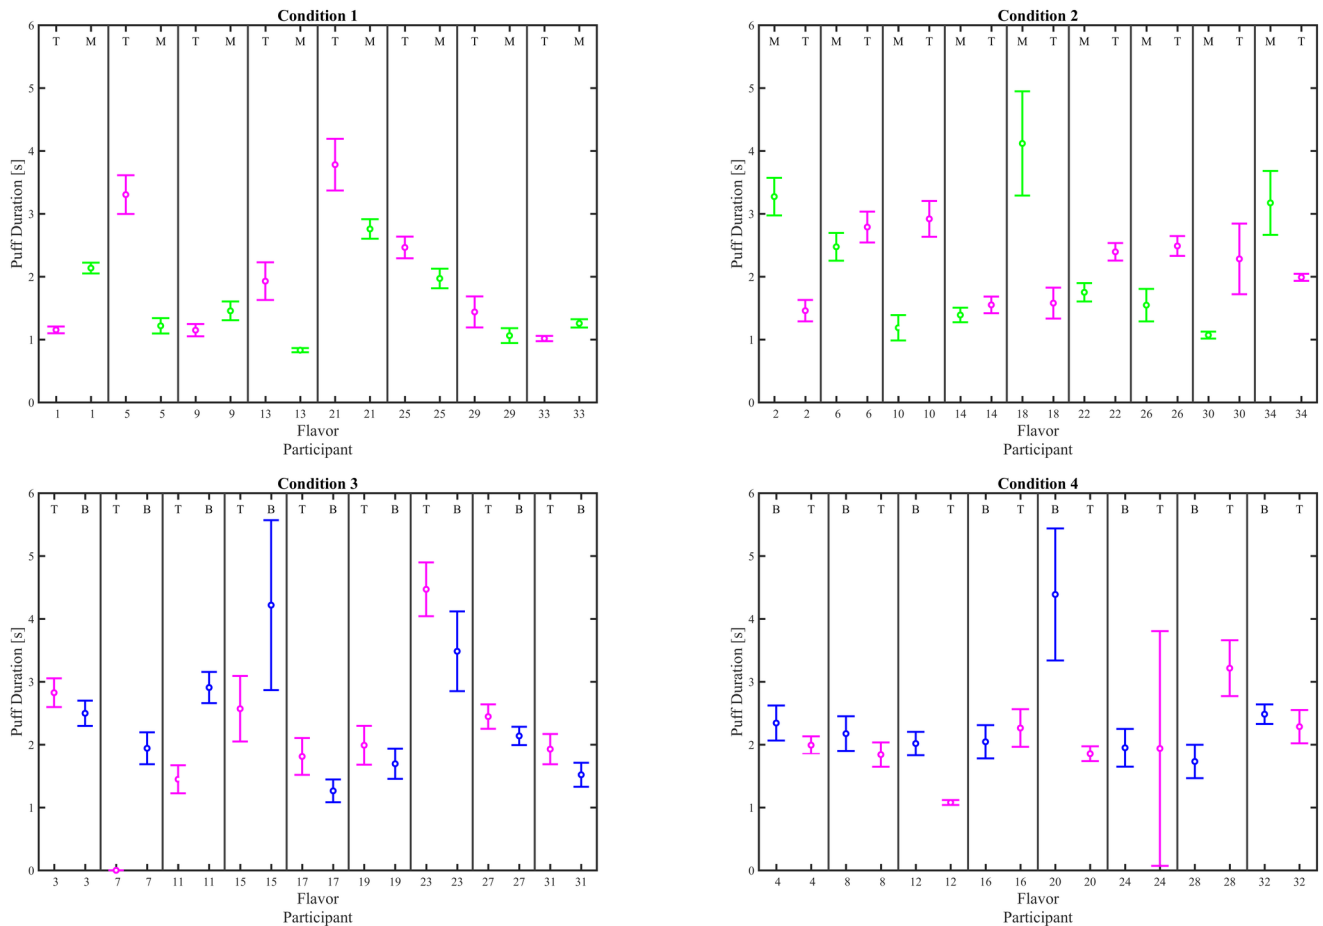 Condition 1
6
T M T M T M T M T M T M T M T M
5
4
3
2
1
0
Puff Duration [s]
1 1 5 5 9 9 13 13 21 21 25 25 29 29 33 33
Flavor
Participant
Condition 2
6
M T M T M T M T M T M T M T M T M T
5
4
3
2
1
0
Puff Duration [s]
2 2 6 6 10 10 14 14 18 18 22 22 26 26 30 30 34 34
Flavor
Participant
Condition 3
6
T B T B T B T B T B T B T B T B T B
5
4
3
2
1
0
Puff Duration [s]
3 3 7 7 11 11 15 15 17 17 19 19 23 23 27 27 31 31
Flavor
Participant
Condition 4
6
B T B T B T B T B T B T B T B T
5
4
3
2
1
0
Puff Duration [s]
4 4 8 8 12 12 16 16 20 20 24 24 28 28 32 32
Flavor
Participant